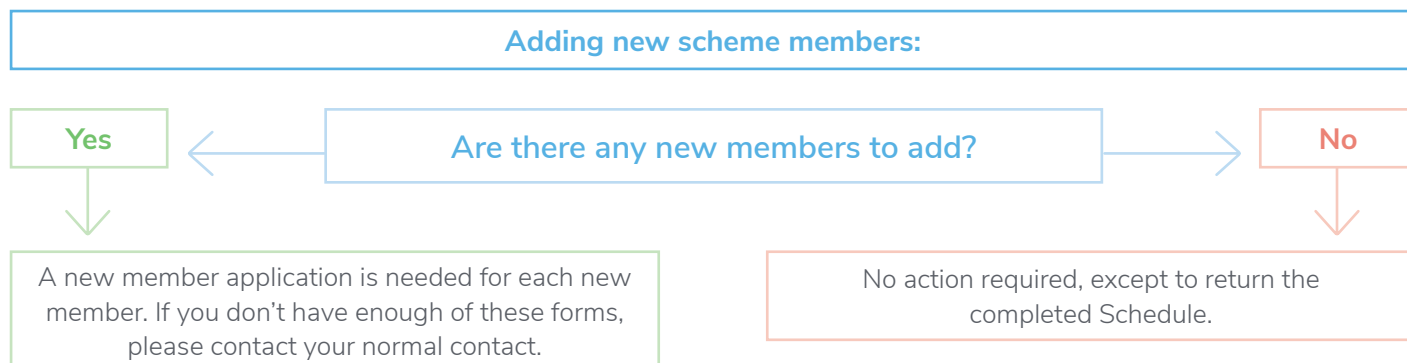 Adding new scheme members:
Yes
Are there any new members to add?
No
A new member application is needed for each new
member. If you don’t have enough of these forms,
please contact your normal contact.
No action required, except to return the
completed Schedule.